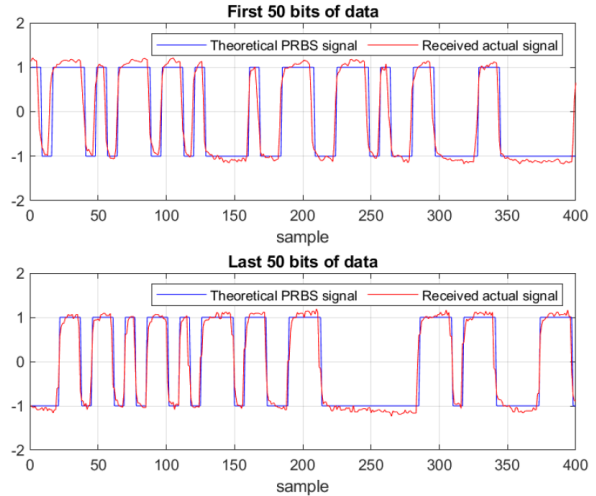 First 50 bits of data
2
Theoretical PRBS signal Received actual signal
1
0
-1
-2
0 50 100 150 200 250 300 350 400
sample
Last 50 bits of data
2
Theoretical PRBS signal Received actual signal
1
0
-1
-2
0 50 100 150 200 250 300 350 400
sample